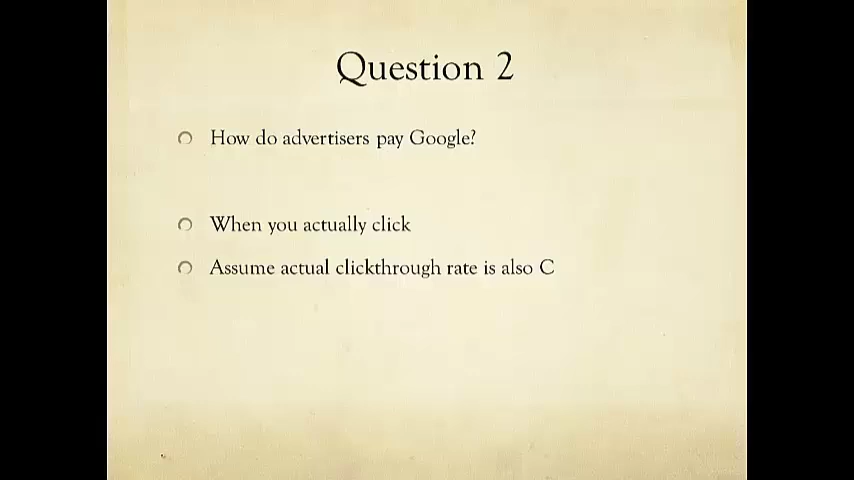 Question 2
How do advertisers pay Google?
When you actually click
Assume actual clickthrough rate is also C